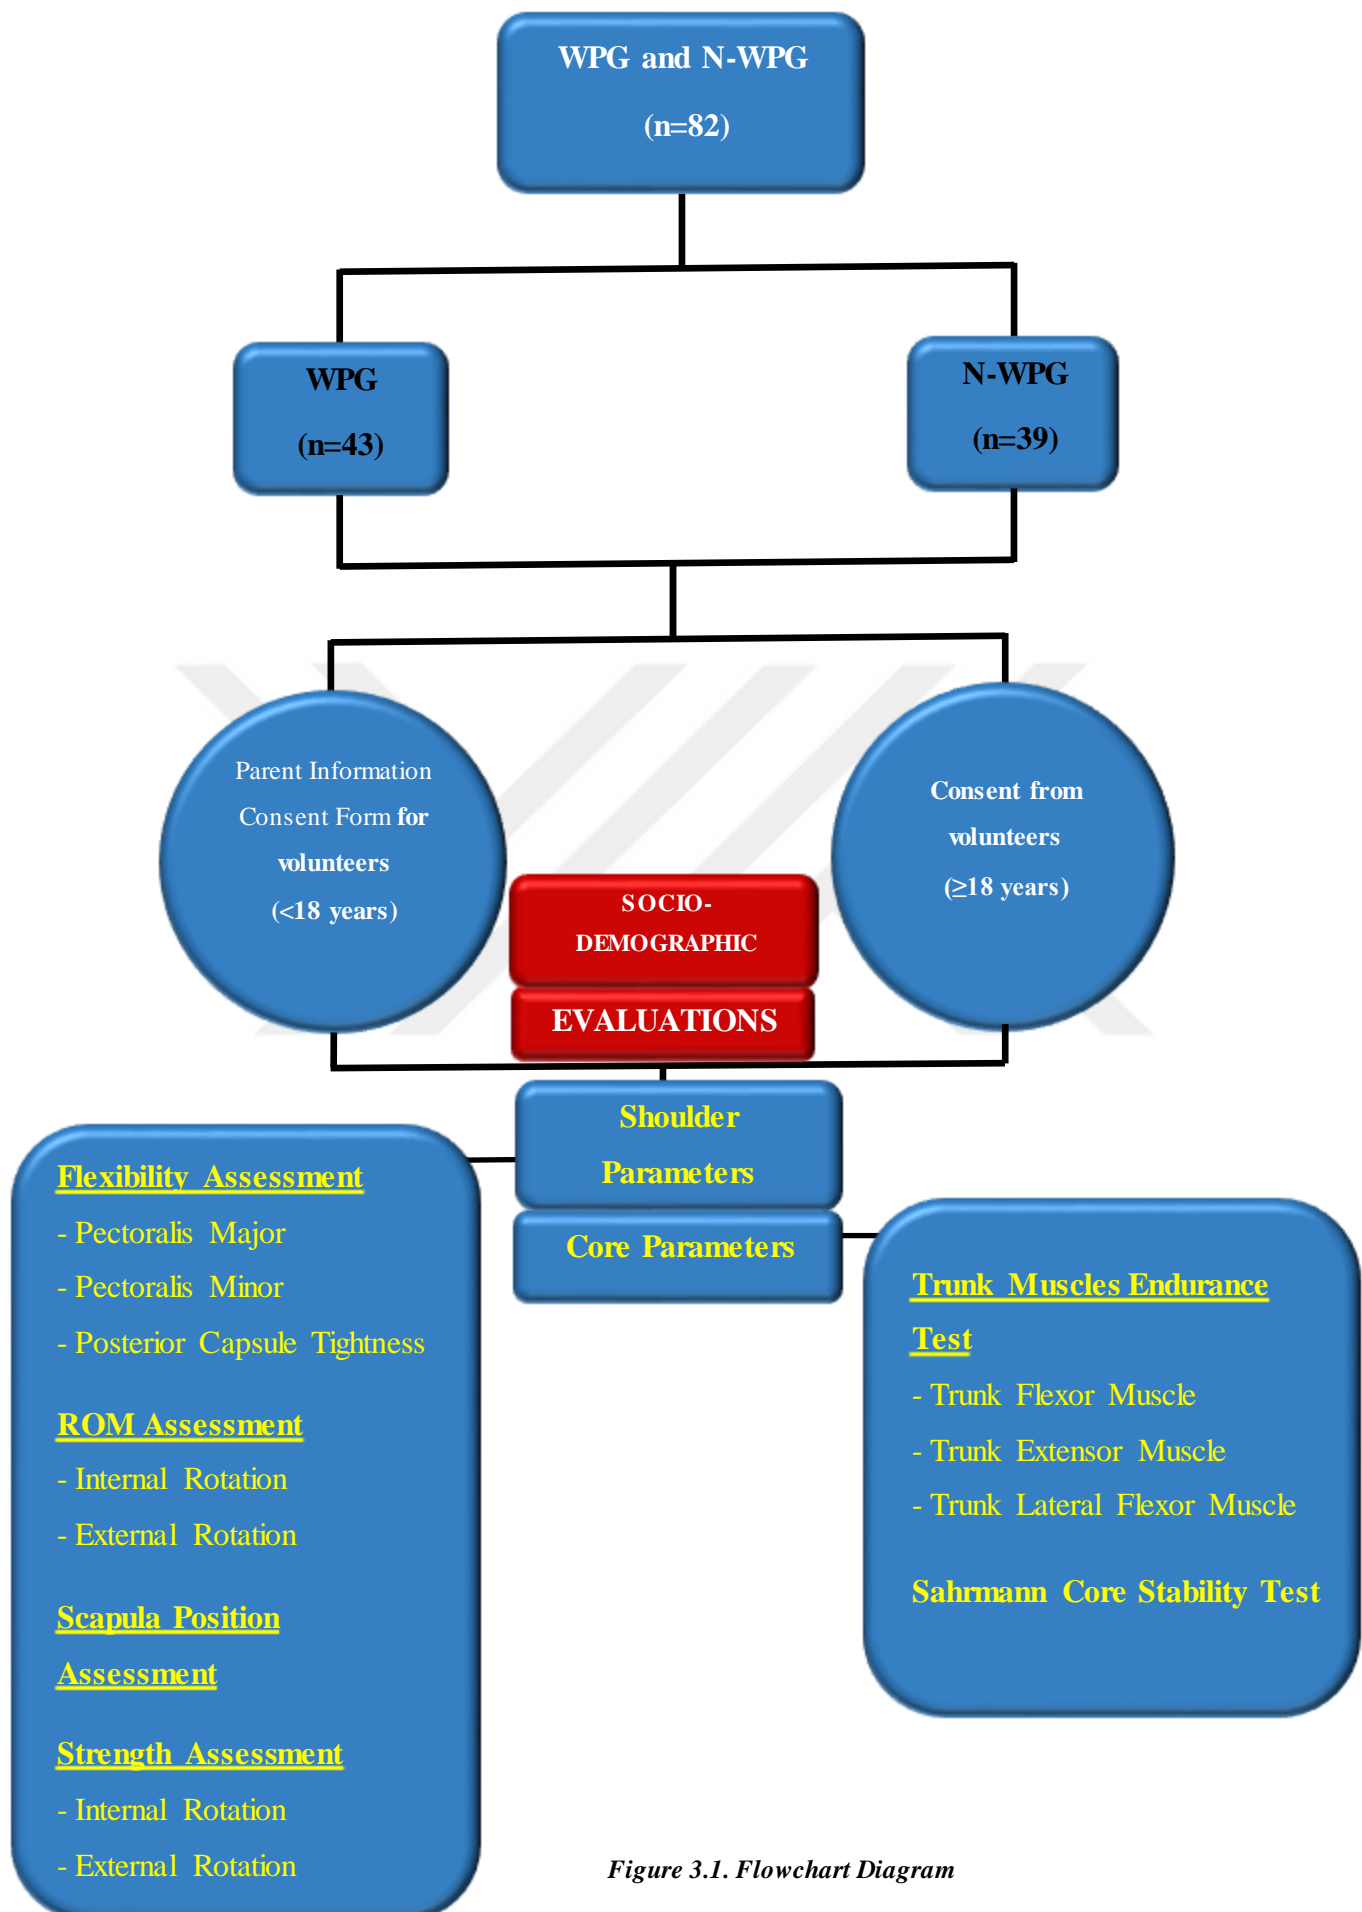 WPG and N-WPG
(n=82)
WPG
(n=43)
N-WPG
(n=39)
Parent Information
Consent Form for
volunteers
(<18 years)
Consent from
volunteers
(≥18 years)
SOCIO-
DEMOGRAPHIC
EVALUATIONS
Shoulder
Parameters
Core Parameters
Flexibility Assessment
- Pectoralis Major
- Pectoralis Minor
- Posterior Capsule Tightness
ROM Assessment
- Internal Rotation
- External Rotation
Scapula Position
Assessment
Strength Assessment
- Internal Rotation
- External Rotation
Trunk Muscles Endurance
Test
- Trunk Flexor Muscle
- Trunk Extensor Muscle
- Trunk Lateral Flexor Muscle
Sahrmann Core Stability Test
Figure 3.1. Flowchart Diagram